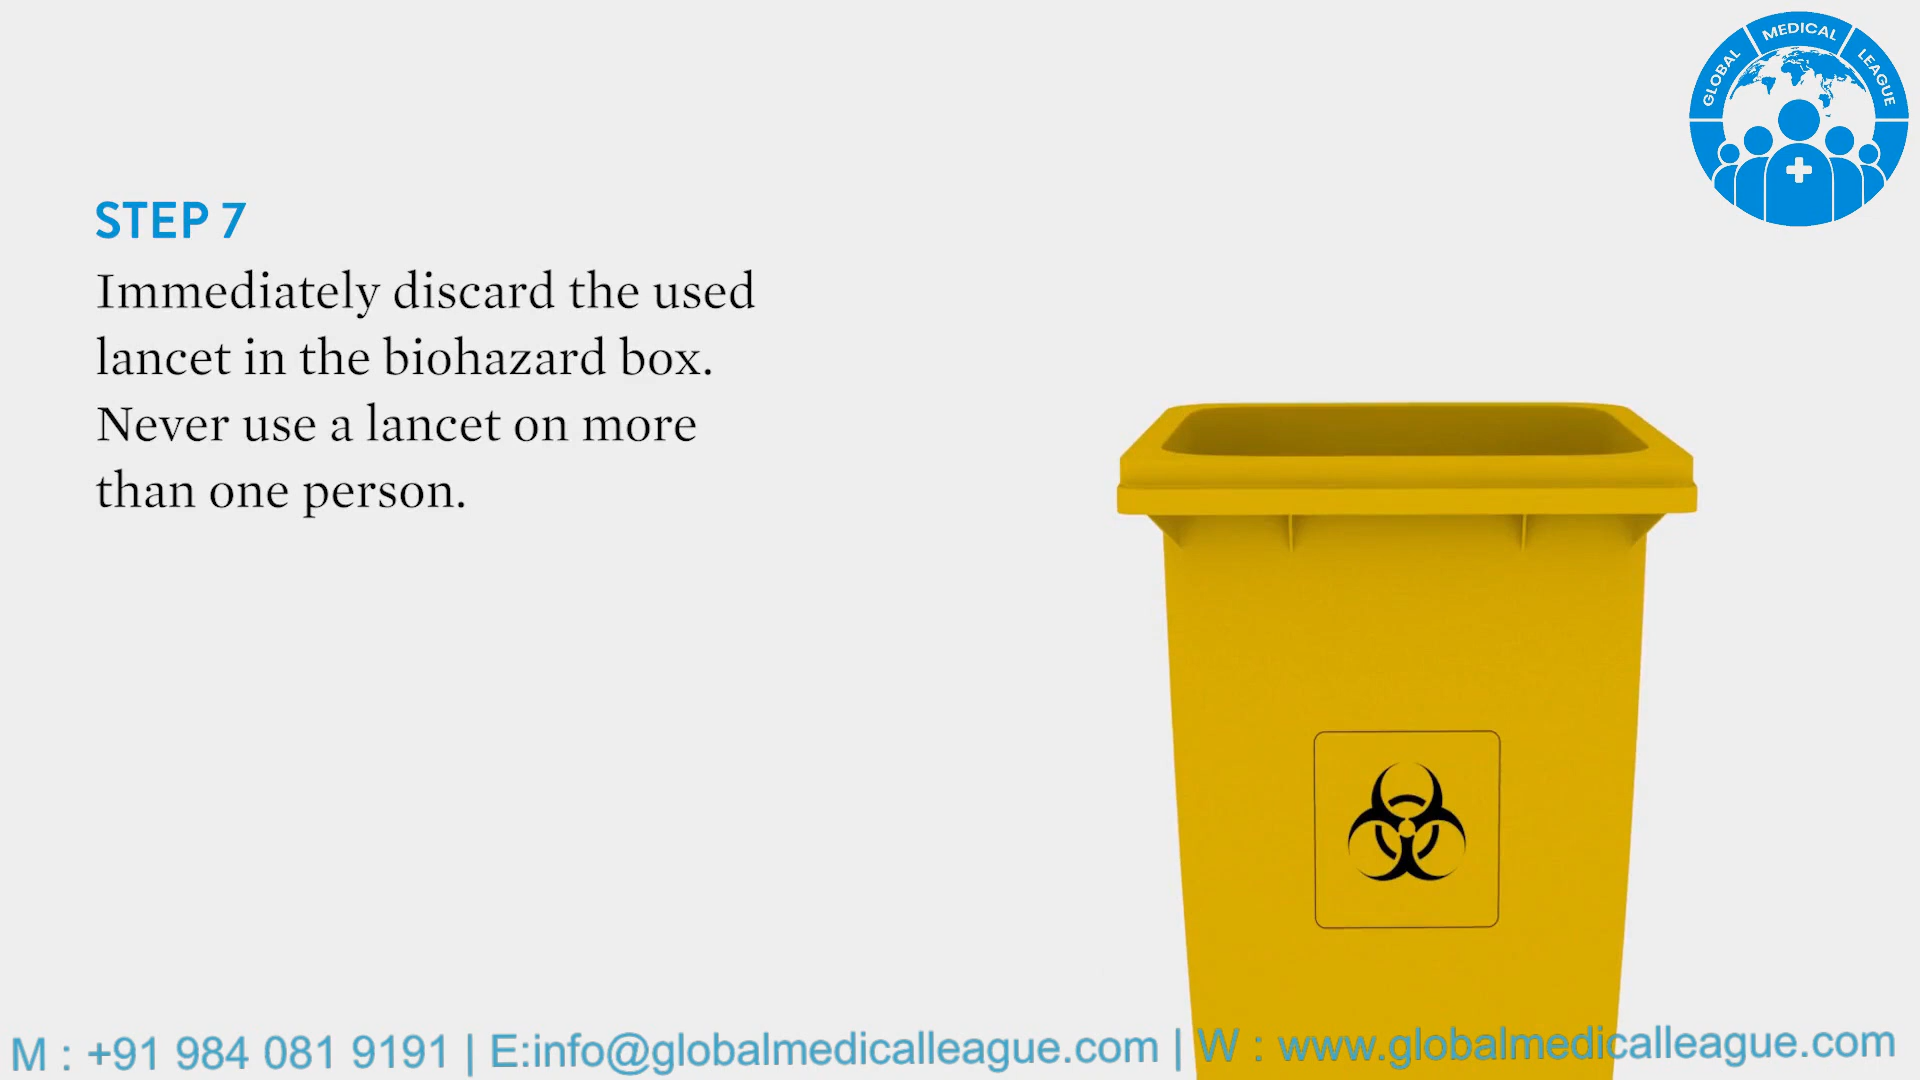 GLOBAL MEDICAL LEAGUE
STEP 7
Immediately discard the used
lancet in the biohazard box.
Never use a lancet on more
than one person.
M : +91 984 081 9191 | E:info@globalmedicalleague.com | W : www.globalmedicalleague.com